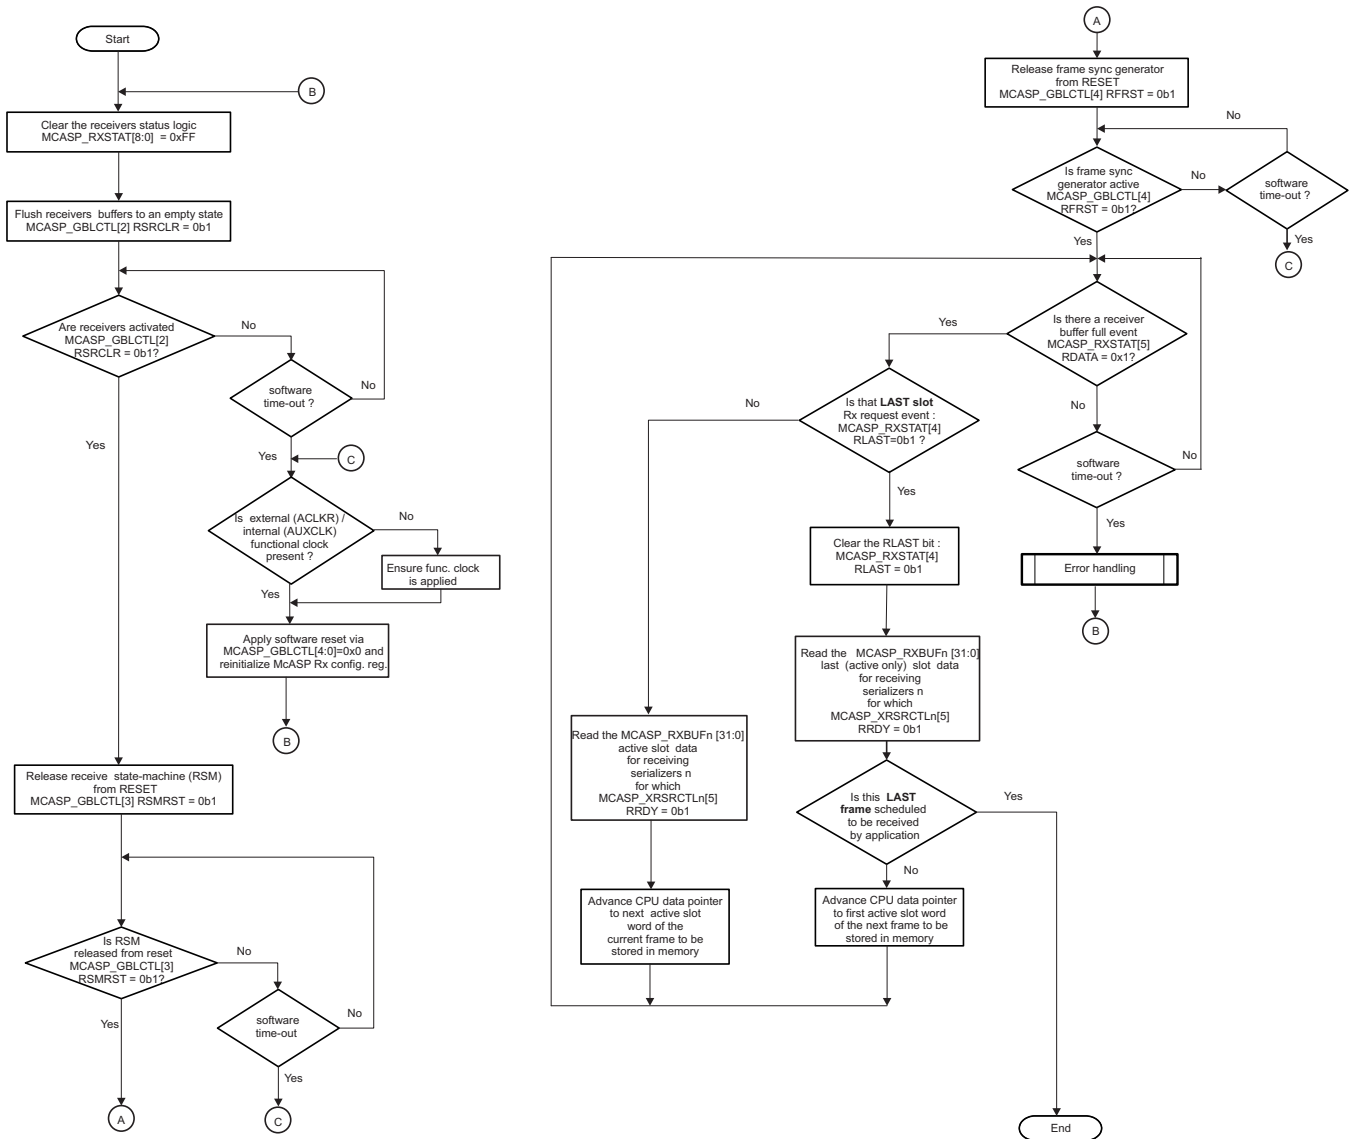 Start
B
Clear the receivers status logic
MCASP_RXSTAT[8:0] = 0xFF
Flush receivers buffers to an empty state
MCASP_GBLCTL[2] RSRCLR = 0b1
Are receivers activated
MCASP_GBLCTL[2]
RSRCLR = 0b1?
No
software
time-out ?
No
Yes
Yes
C
Is external (ACLKR) /
internal (AUXCLK)
functional clock
present ?
No
Ensure func. clock
is applied
Yes
Apply software reset via
MCASP_GBLCTL[4:0]=0x0 and
reinitialize McASP Rx config. reg.
B
Release receive state-machine (RSM)
from RESET
MCASP_GBLCTL[3] RSMRST = 0b1
Is RSM
released from reset
MCASP_GBLCTL[3]
RSMRST = 0b1?
No
software
time-out
No
Yes
Yes
A
C
A
Release frame sync generator
from RESET
MCASP_GBLCTL[4] RFRST = 0b1
No
Is frame sync
generator active
MCASP_GBLCTL[4]
RFRST = 0b1?
No
software
time-out ?
Yes
Yes
C
Is there a receiver
buffer full event
MCASP_RXSTAT[5]
RDATA = 0x1?
Yes
No
software
time-out ?
No
Yes
Error handling
B
Is that LAST slot
Rx request event :
MCASP_RXSTAT[4]
RLAST=0b1 ?
No
Yes
Clear the RLAST bit :
MCASP_RXSTAT[4]
RLAST = 0b1
Read the MCASP_RXBUFn [31:0]
last (active only) slot data
for receiving
serializers n
for which
MCASP_XRSRCTLn[5]
RRDY = 0b1
Read the MCASP_RXBUFn [31:0]
active slot data
for receiving
serializers n
for which
MCASP_XRSRCTLn[5]
RRDY = 0b1
Is this LAST
frame scheduled
to be received
by application
Yes
No
Advance CPU data pointer
to next active slot
word of the
current frame to be
stored in memory
Advance CPU data pointer
to first active slot word
of the next frame to be
stored in memory
End